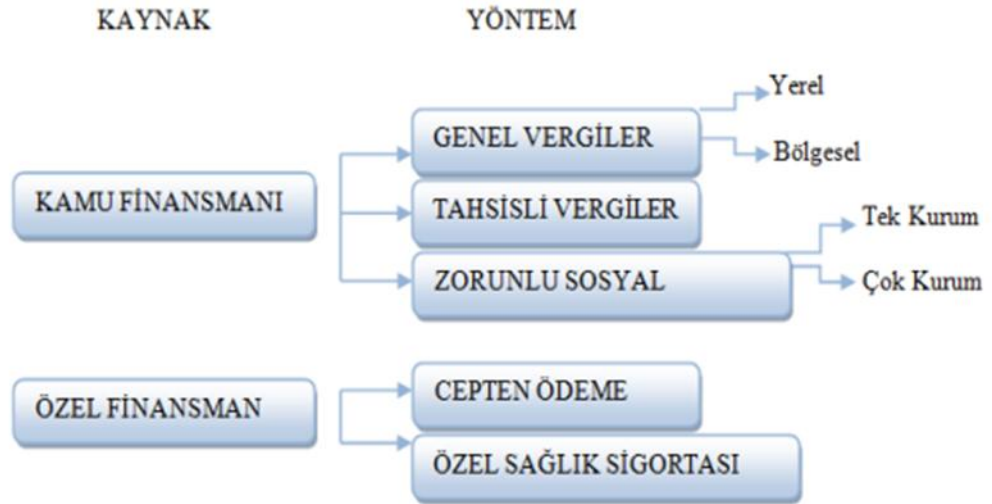 KAYNAK
YÖNTEM
Yerel
GENEL VERGİLER
Bölgesel
KAMU FİNANSMANI
TAHSİSLİ VERGİLER
Tek Kurum
ZORUNLU SOSYAL
Çok Kurum
CEPTEN ÖDEME
ÖZEL FİNANSMAN
ÖZEL SAĞLIK SİGORTASI